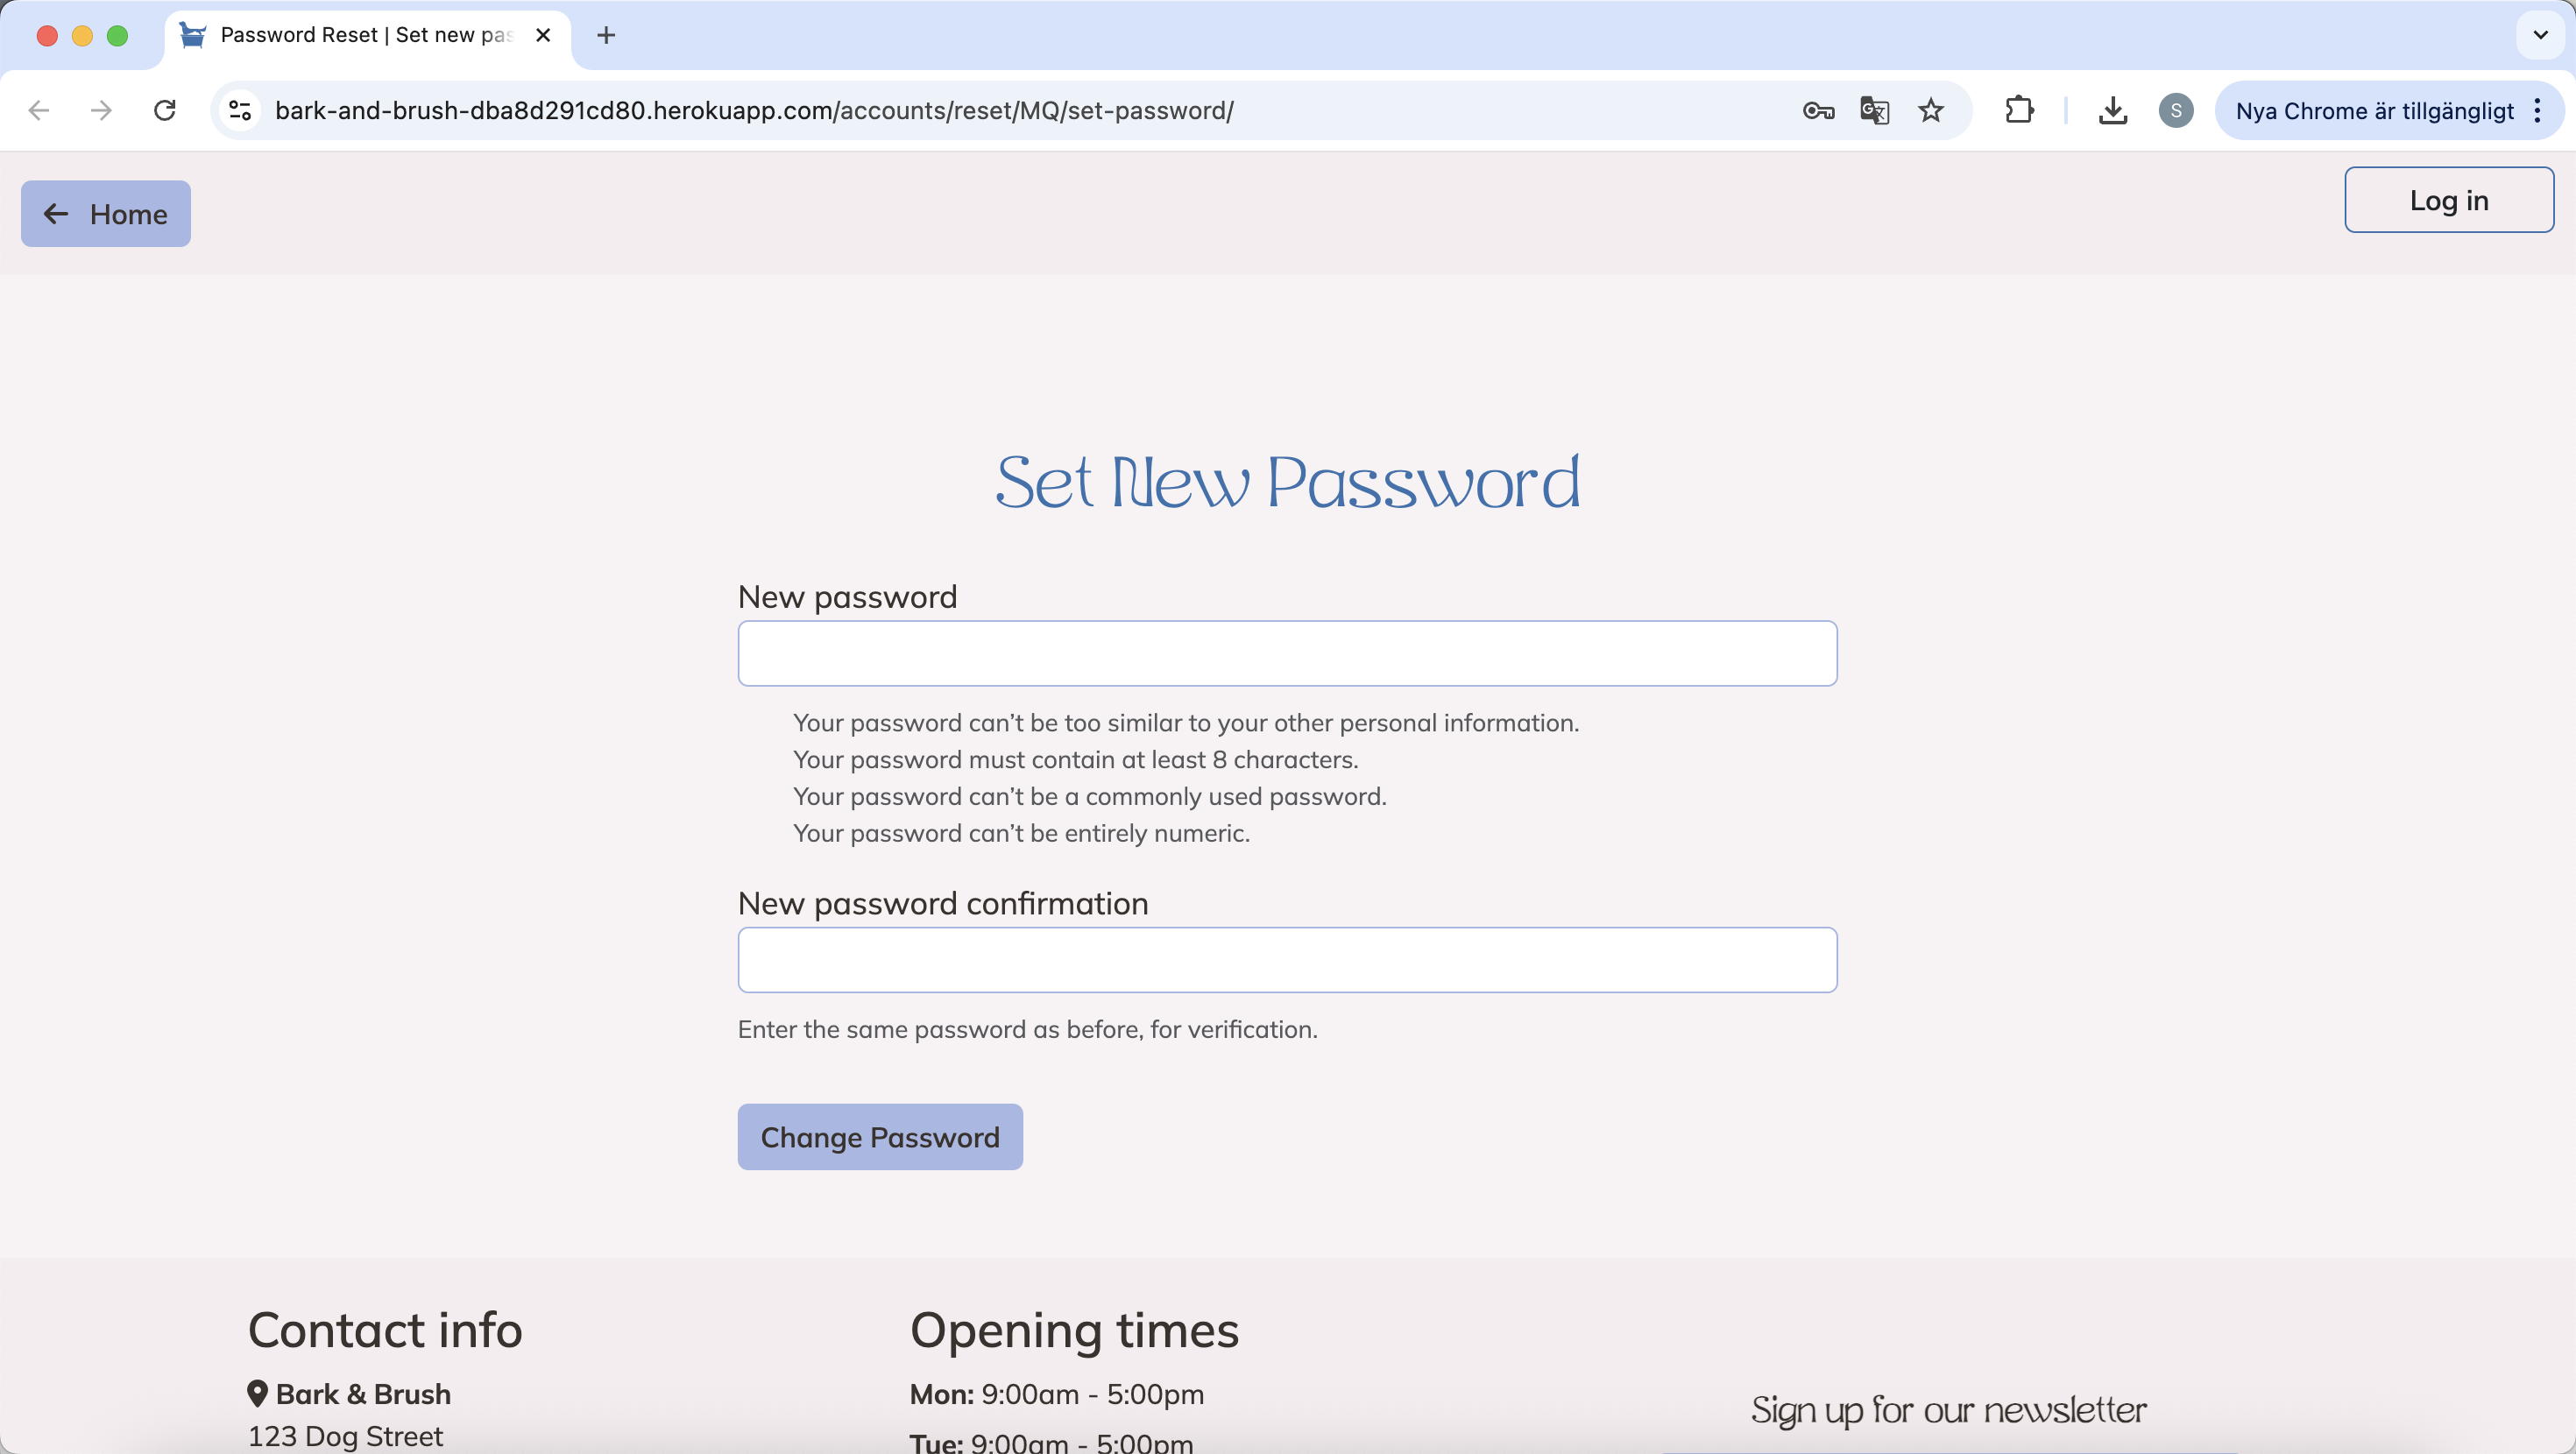 Password Reset | Set new pas
bark-and-brush-dba8d291cd80.herokuapp.com/accounts/reset/MQ/set-password/
S
Nya Chrome är tillgängligt
Home
Log in
Set New Password
New password
Your password can’t be too similar to your other personal information.
Your password must contain at least 8 characters.
Your password can’t be a commonly used password.
Your password can’t be entirely numeric.
New password confirmation
Enter the same password as before, for verification.
Change Password
Contact info
Bark & Brush
123 Dog Street
Opening times
Mon: 9:00am - 5:00pm
Tue: 9:00am - 5:00pm
Sign up for our newsletter